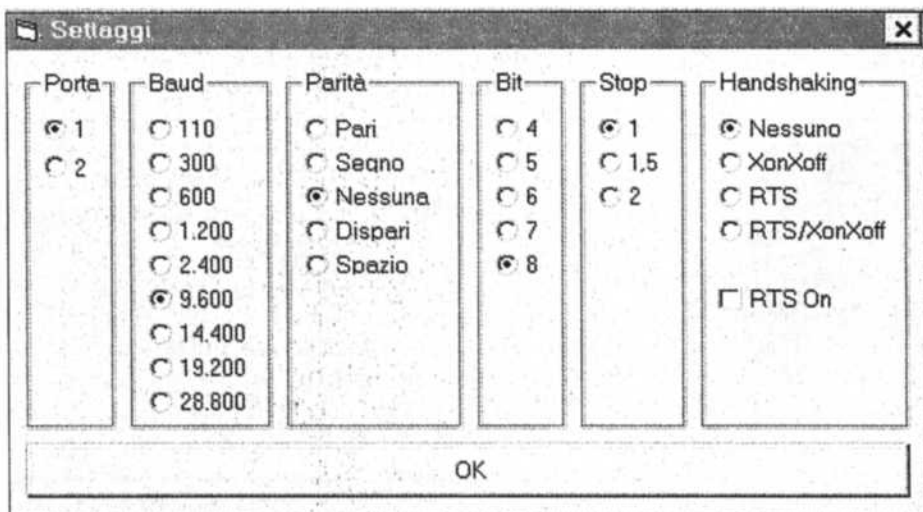 Settaggi
Porta
1
2
Baud
110
300
600
1.200
2.400
9.600
14.400
19.200
28.800
Parità
Pari
Segno
Nessuna
Dispari
Spazio
Bit
4
5
6
7
8
Stop
1
1,5
2
Handshaking
Nessuno
XonXoff
RTS
RTS/XonXoff
RTS On
OK